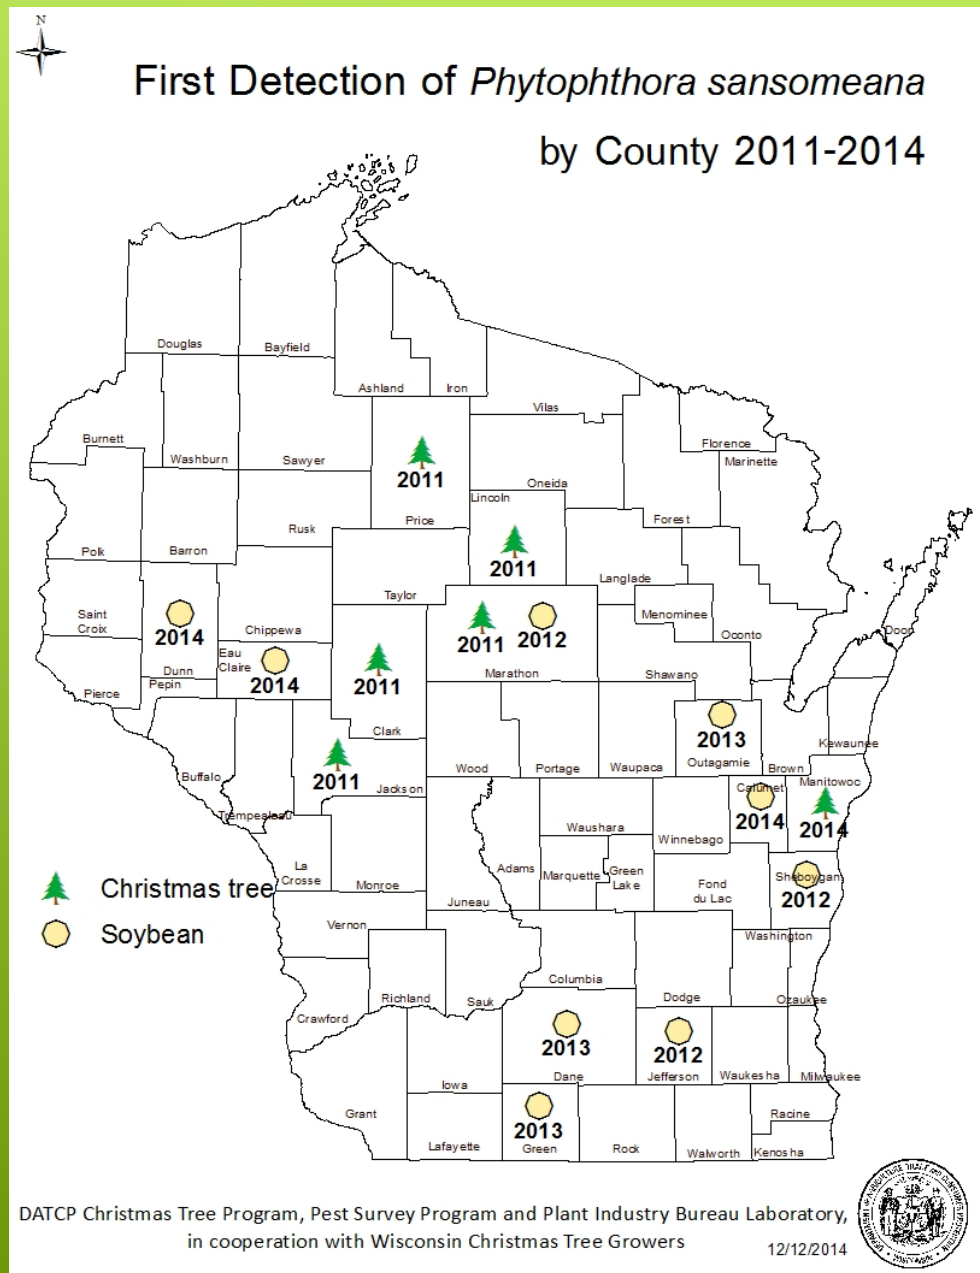 N
First Detection of Phytophthora sansomeana
by County 2011-2014
Douglas
Bayfield
Ashland
Iron
Vilas
Burnett
Washburn
Sawyer
2011
Price
Florence
Marinette
Oneida
Lincoln
Forest
Rusk
Polk
Barron
2011
Langlade
Taylor
Saint
Croix
2014
Dunn
Chippewa
Eau
Claire
2014
2011
2012
Marathon
Menominee
Oconto
Door
Shawano
Pierce
Pepin
2011
Clark
2013
Outagamie
Brown
Kewaunee
Buffalo
Trempealeau
2011
Jackson
Wood
Portage
Waupaca
Calumet
2014
Manitowoc
2014
Waushara
Winnebago
Adams
Marquette
Green
Lake
Fond
du Lac
Sheboygan
2012
La
Crosse
Monroe
Juneau
Christmas tree
Soybean
Vernon
Washington
Columbia
Dodge
Ozaukee
Richland
Sauk
Crawford
2013
Dane
2012
Jefferson
Waukesha
Milwaukee
Iowa
Grant
Lafayette
2013
Green
Rock
Walworth
Racine
Kenosha
DATCP Christmas Tree Program, Pest Survey Program and Plant Industry Bureau Laboratory,
in cooperation with Wisconsin Christmas Tree Growers
12/12/2014